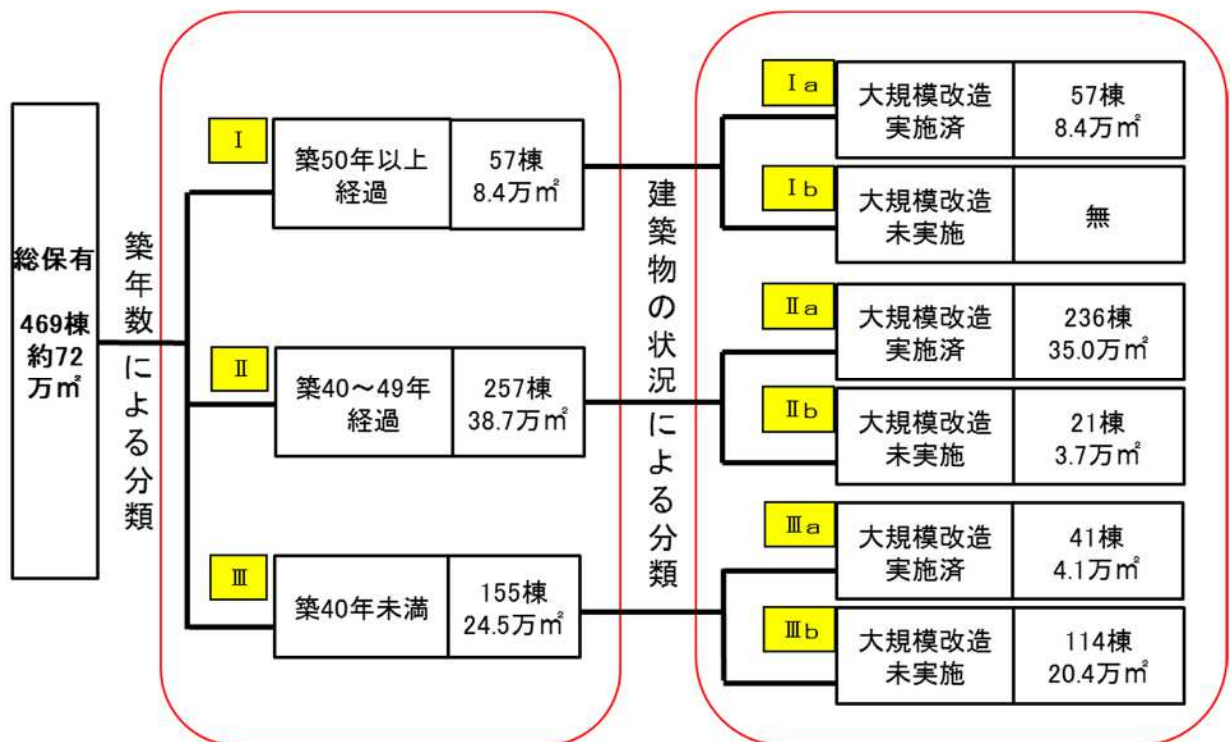 総保有
469棟
約72
万㎡
築年数による分類
Ⅰ
築50年以上
経過
57棟
8.4万㎡
Ⅱ
築40～49年
経過
257棟
38.7万㎡
Ⅲ
築40年未満
155棟
24.5万㎡
建築物の状況による分類
Ⅰa
大規模改造
実施済
57棟
8.4万㎡
Ⅰb
大規模改造
未実施
無
Ⅱa
大規模改造
実施済
236棟
35.0万㎡
Ⅱb
大規模改造
未実施
21棟
3.7万㎡
Ⅲa
大規模改造
実施済
41棟
4.1万㎡
Ⅲb
大規模改造
未実施
114棟
20.4万㎡